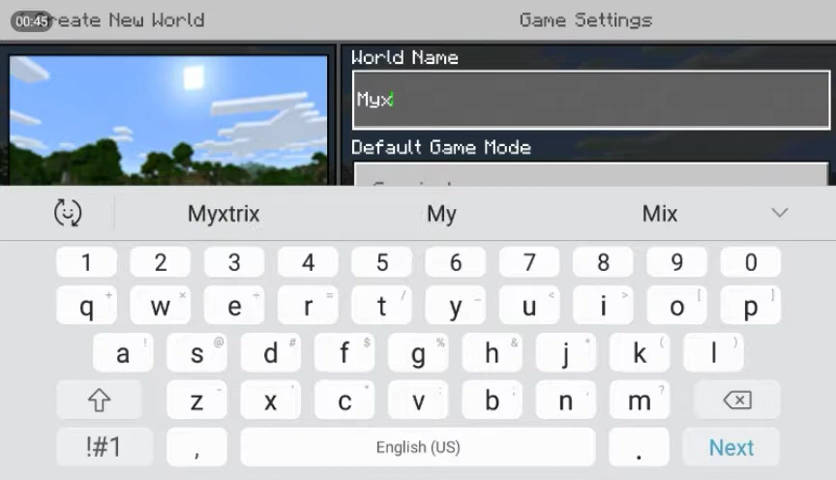 00:45
Create New World
Game Settings
World Name
Myx
Default Game Mode
Myxtrix My Mix
1 2 3 4 5 6 7 8 9 0
q + w × e ÷ r = t / y _ u < i > o [ p ]
a ! s @ d # f $ g % h & j * k ( l )
z - x ' c " v : b ; n , m ?
!#1 , English (US) . Next